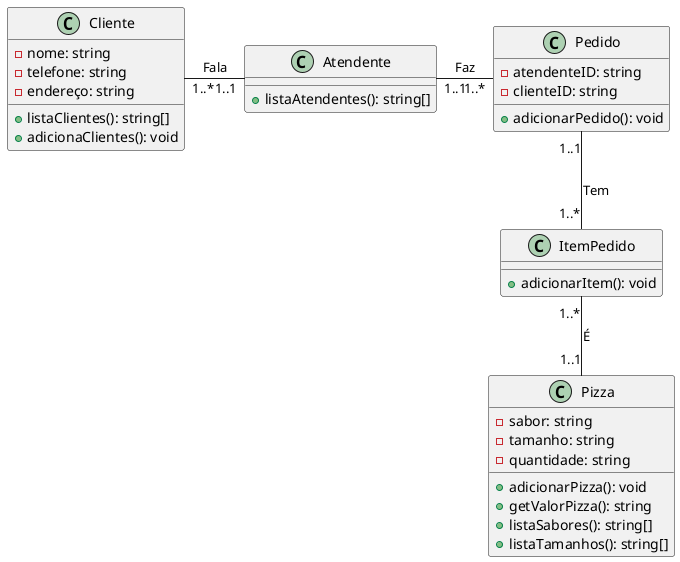 C Cliente
nome: string
telefone: string
endereço: string
listaClientes(): string[]
adicionaClientes(): void
Fala
1..* 1..1
C Atendente
listaAtendentes(): string[]
Faz
1..1 1..*
C Pedido
atendenteID: string
clienteID: string
adicionarPedido(): void
1..1
Tem
1..*
C ItemPedido
adicionarItem(): void
1..*
É
1..1
C Pizza
sabor: string
tamanho: string
quantidade: string
adicionarPizza(): void
getValorPizza(): string
listaSabores(): string[]
listaTamanhos(): string[]